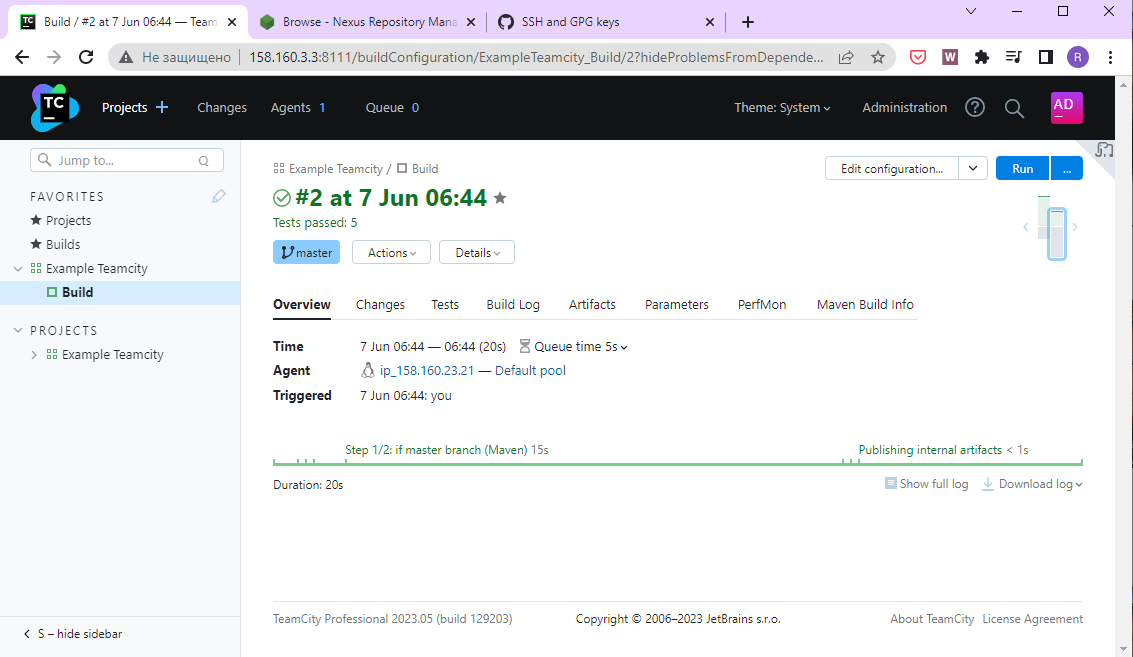 TC Build / #2 at 7 Jun 06:44 — Team
Browse - Nexus Repository Mana
SSH and GPG keys
Не защищено 158.160.3.3:8111/buildConfiguration/ExampleTeamcity_Build/2?hideProblemsFromDepende...
W
R
TC Projects Changes Agents 1 Queue 0 Theme: System Administration AD
Jump to... Q
FAVORITES
Projects
Builds
Example Teamcity
Build
PROJECTS
Example Teamcity
S – hide sidebar
Example Teamcity / Build
Edit configuration... Run ...
#2 at 7 Jun 06:44
Tests passed: 5
master Actions Details
Overview Changes Tests Build Log Artifacts Parameters PerfMon Maven Build Info
Time 7 Jun 06:44 — 06:44 (20s) Queue time 5s
Agent ip_158.160.23.21 — Default pool
Triggered 7 Jun 06:44: you
Step 1/2: if master branch (Maven) 15s Publishing internal artifacts < 1s
Duration: 20s Show full log Download log
TeamCity Professional 2023.05 (build 129203) Copyright © 2006–2023 JetBrains s.r.o. About TeamCity License Agreement